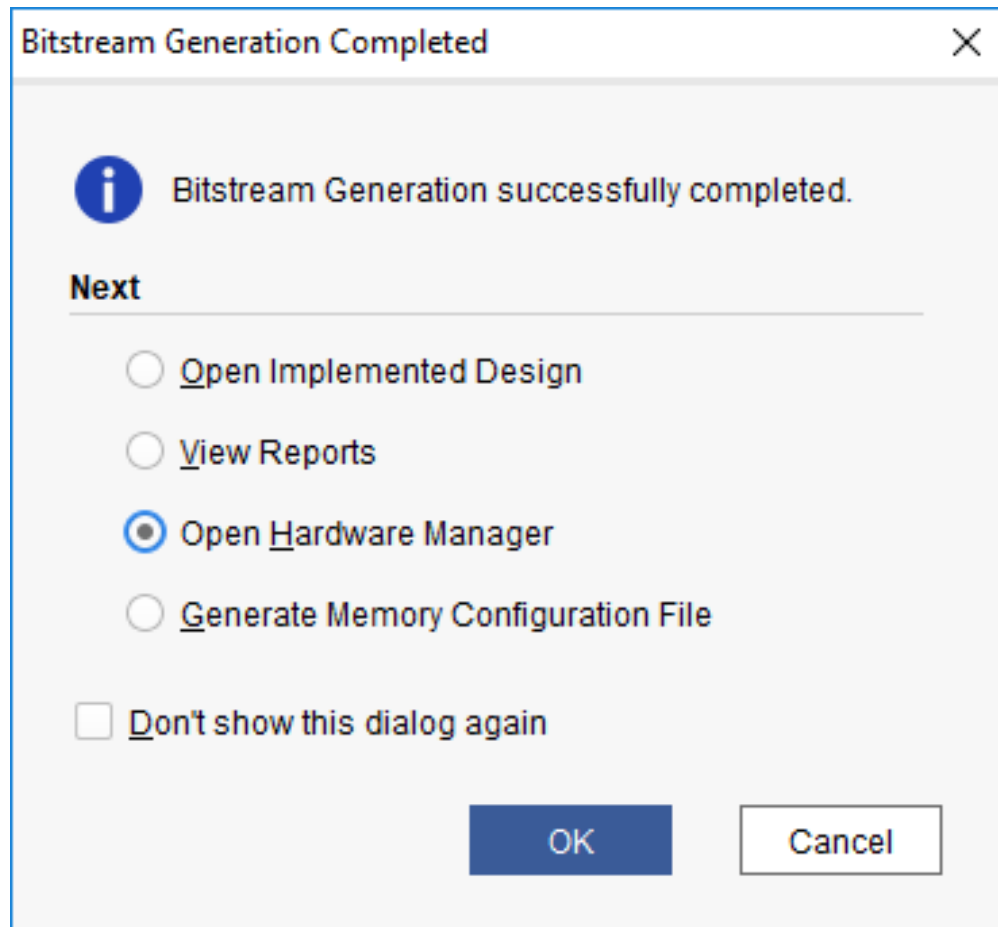 Bitstream Generation Completed
Bitstream Generation successfully completed.
Next
Open Implemented Design
View Reports
Open Hardware Manager
Generate Memory Configuration File
Don't show this dialog again
OK
Cancel